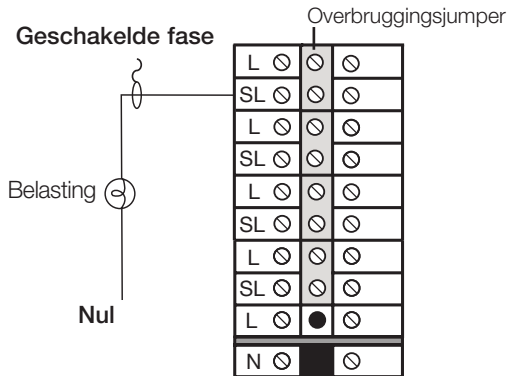 Overbruggingsjumper
Geschakelde fase
L
SL
L
SL
Belasting
L
SL
L
SL
Nul
L
N